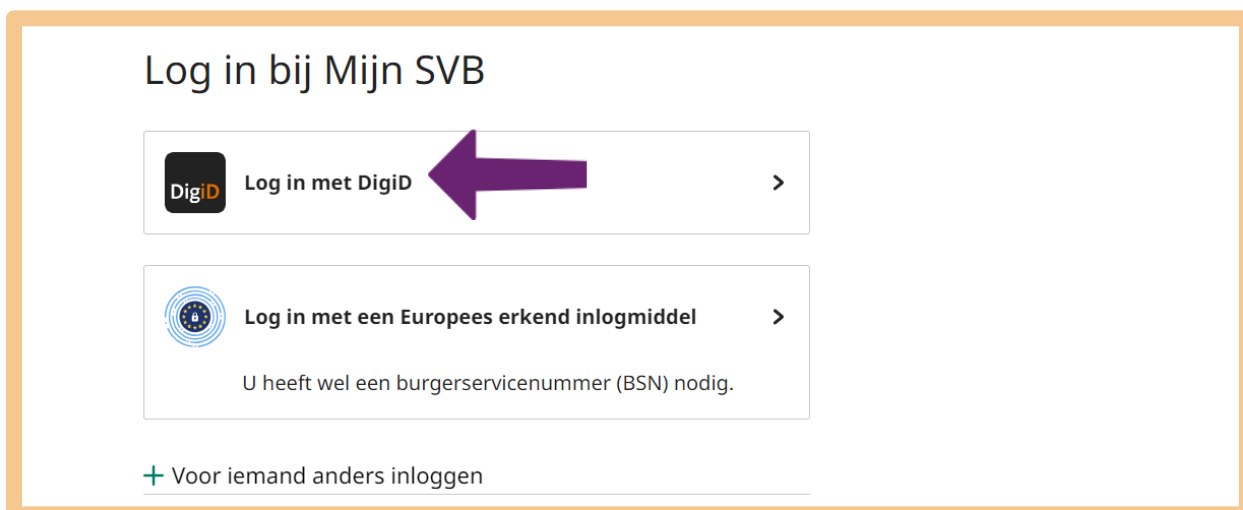 Log in bij Mijn SVB
DigiD
Log in met DigiD
Log in met een Europees erkend inlogmiddel
U heeft wel een burgerservicenummer (BSN) nodig.
Voor iemand anders inloggen